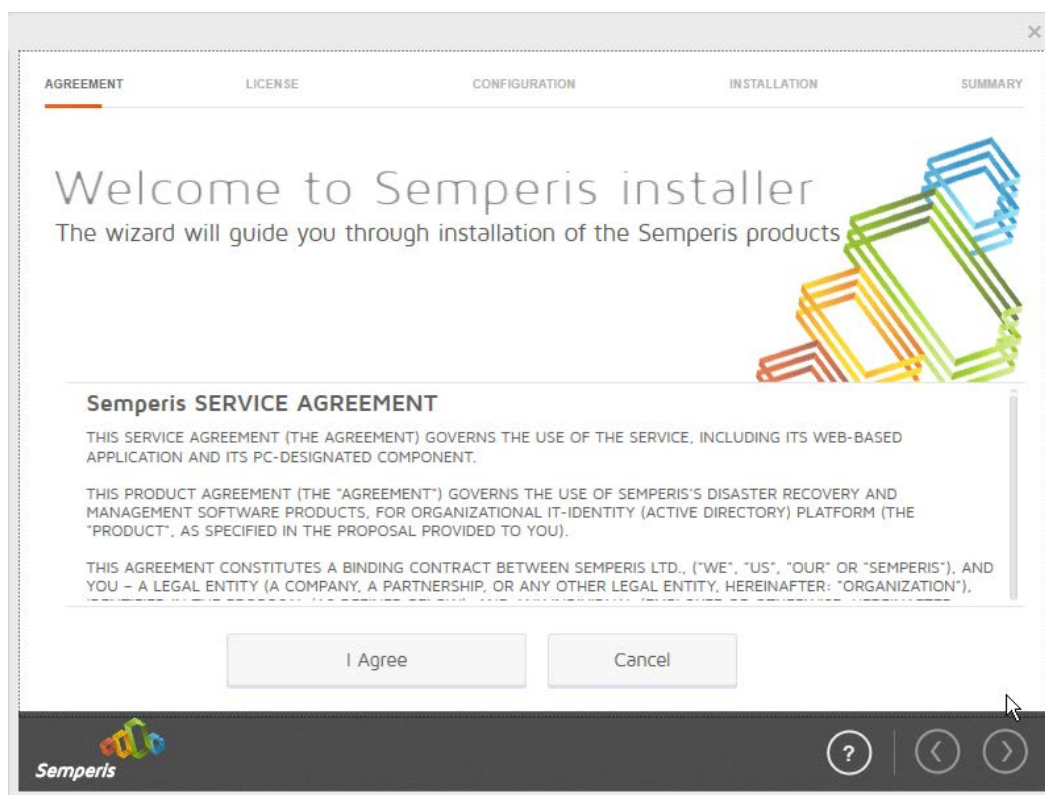 AGREEMENT LICENSE CONFIGURATION INSTALLATION SUMMARY
Welcome to Semperis installer
The wizard will guide you through installation of the Semperis products
Semperis SERVICE AGREEMENT
THIS SERVICE AGREEMENT (THE AGREEMENT) GOVERNS THE USE OF THE SERVICE, INCLUDING ITS WEB-BASED
APPLICATION AND ITS PC-DESIGNATED COMPONENT.
THIS PRODUCT AGREEMENT (THE "AGREEMENT") GOVERNS THE USE OF SEMPERIS'S DISASTER RECOVERY AND
MANAGEMENT SOFTWARE PRODUCTS, FOR ORGANIZATIONAL IT-IDENTITY (ACTIVE DIRECTORY) PLATFORM (THE
"PRODUCT", AS SPECIFIED IN THE PROPOSAL PROVIDED TO YOU).
THIS AGREEMENT CONSTITUTES A BINDING CONTRACT BETWEEN SEMPERIS LTD., ("WE", "US", "OUR" OR "SEMPERIS"), AND
YOU – A LEGAL ENTITY (A COMPANY, A PARTNERSHIP, OR ANY OTHER LEGAL ENTITY, HEREINAFTER: "ORGANIZATION"),
I Agree Cancel
Semperis ?